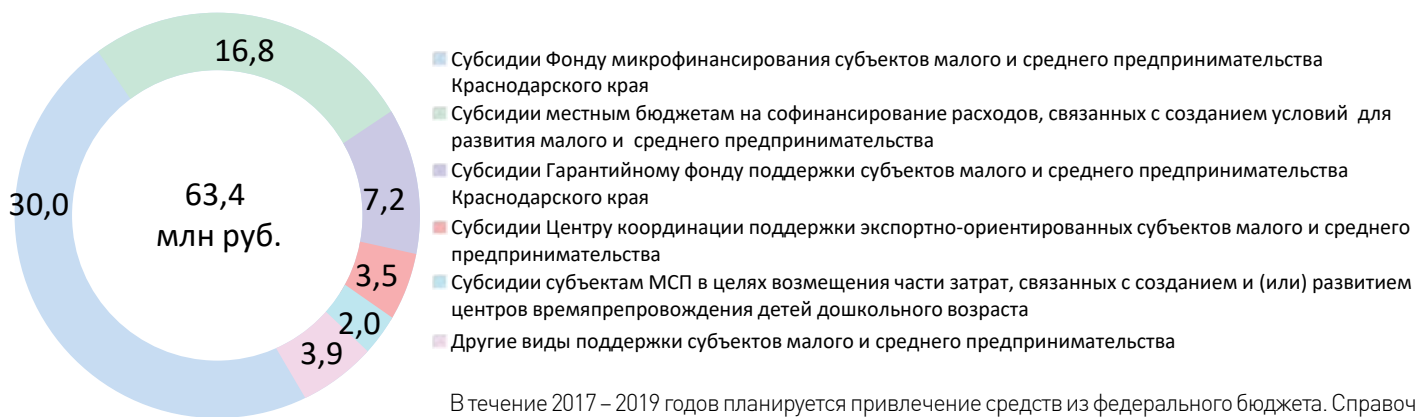 16,8
30,0
63,4
млн руб.
7,2
3,5
2,0
3,9
Субсидии Фонду микрофинансирования субъектов малого и среднего предпринимательства
Краснодарского края
Субсидии местным бюджетам на софинансирование расходов, связанных с созданием условий для
развития малого и среднего предпринимательства
Субсидии Гарантийному фонду поддержки субъектов малого и среднего предпринимательства
Краснодарского края
Субсидии Центру координации поддержки экспортно-ориентированных субъектов малого и среднего
предпринимательства
Субсидии субъектам МСП в целях возмещения части затрат, связанных с созданием и (или) развитием
центров времяпрепровождения детей дошкольного возраста
Другие виды поддержки субъектов малого и среднего предпринимательства
В течение 2017 – 2019 годов планируется привлечение средств из федерального бюджета. Справоч